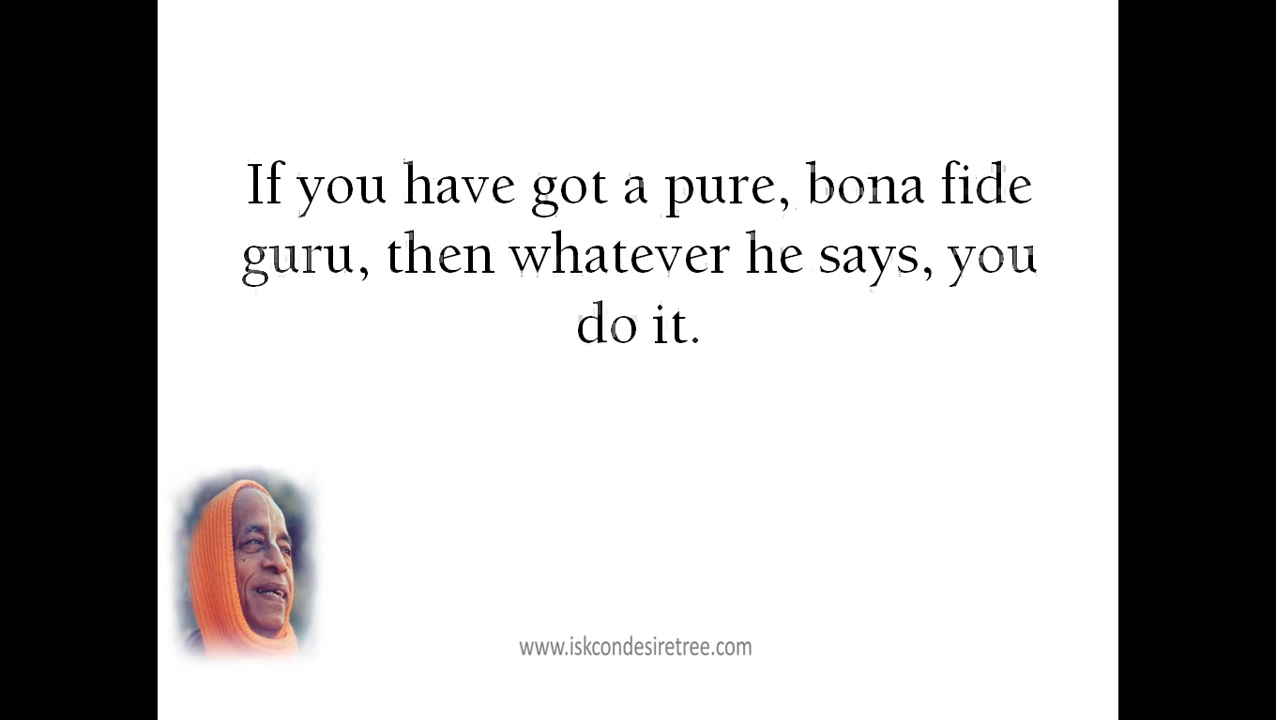 If you have got a pure, bona fide
guru, then whatever he says, you
do it.
www.iskcondesiretree.com